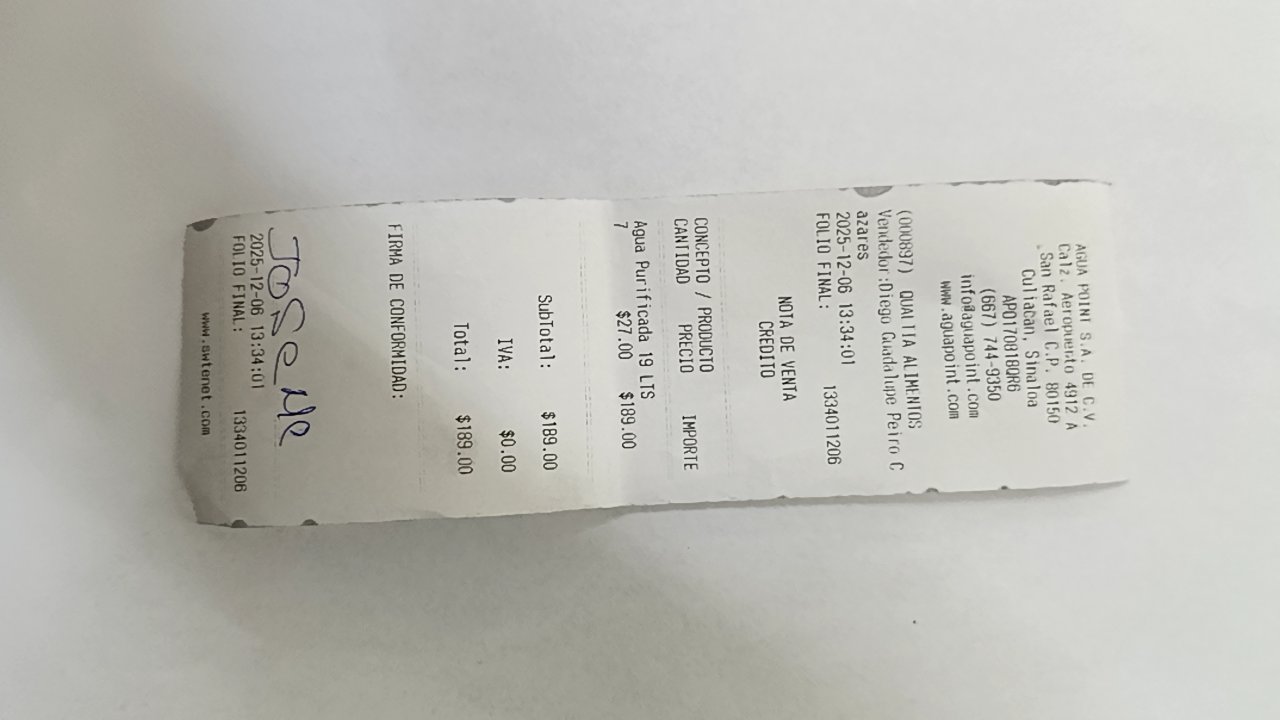 AGUA POINT S.A. DE C.V.
Calz. Aeropuerto 4912 A
.San Rafael C.P. 80150
Culiacan, Sinaloa
APO170818QR6
(667) 744-9350
info@aguapoint.com
www.aguapoint.com
(000897) QUALITA ALIMENTOS
Vendedor:Diego Guadalupe Peiro C
azares
2025-12-06 13:34:01
FOLIO FINAL: 1334011206
NOTA DE VENTA
CREDITO
CONCEPTO / PRODUCTO
CANTIDAD PRECIO IMPORTE
Agua Purificada 19 LTS
7 $27.00 $189.00
SubTotal: $189.00
IVA: $0.00
Total: $189.00
FIRMA DE CONFORMIDAD:
2025-12-06 13:34:01
FOLIO FINAL: 1334011206
www.swtenet.com